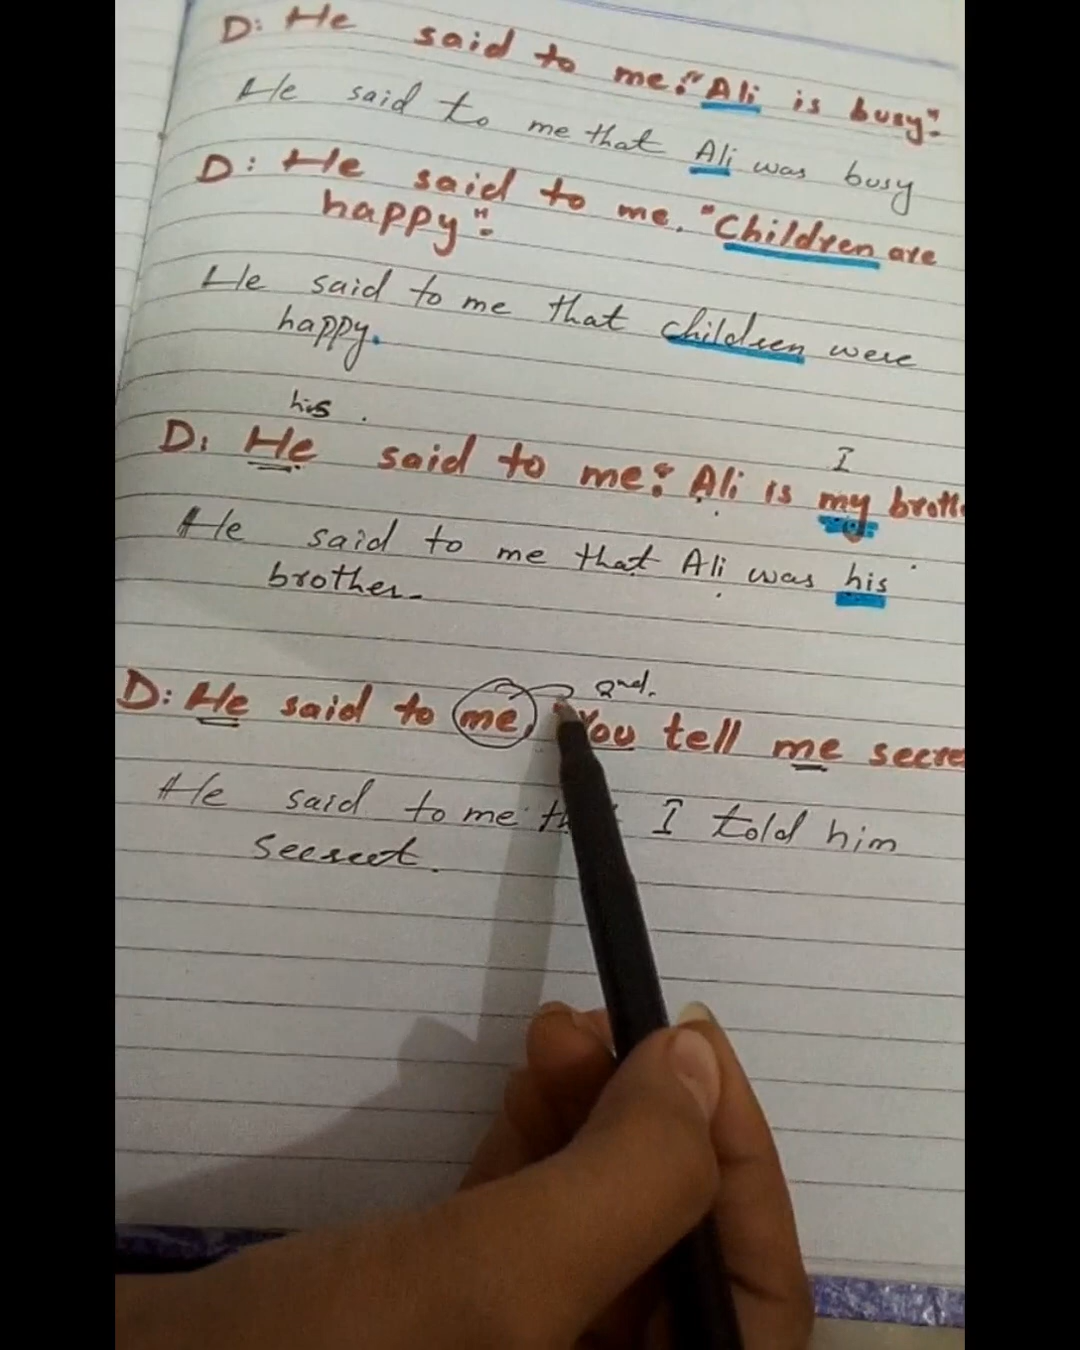 D: He said to me:"Ali is busy".
He said to me that Ali was busy
D: He said to me, "Children are
happy".
He said to me that children were
happy.
his
D: He said to me: Ali is my
I
He said to me that Ali was his
brother.
2nd.
D: He said to me, You tell me
He said to me I told him
secret.